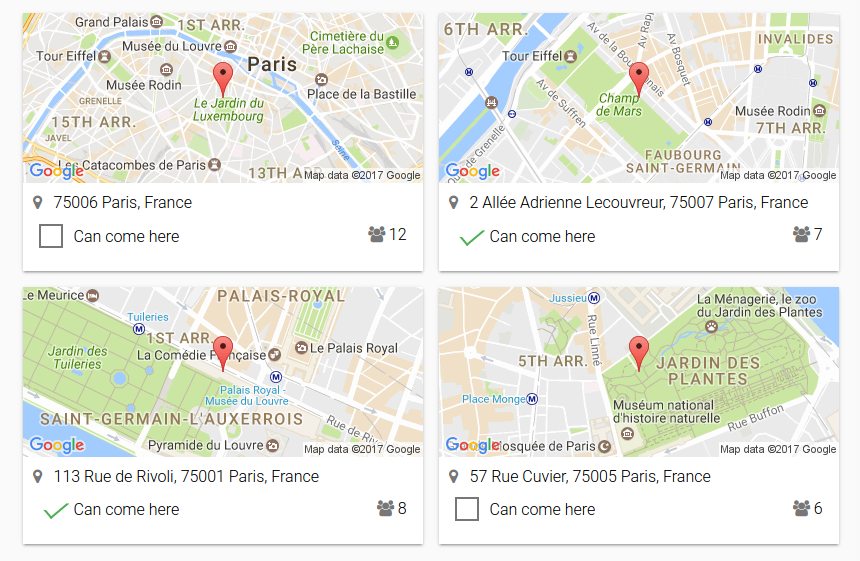 Grand Palais
1ST ARR.
Musée du Louvre
Paris
Cimetière du
Père Lachaise
Tour Eiffel
Musée Rodin
Place de la Bastille
GRENELLE
Le Jardin du
Luxembourg
15TH ARR.
JAVEL
Seine
Les Catacombes de Paris
13TH ARR.
Google
Map data ©2017 Google
75006 Paris, France
Can come here
12
6TH ARR.
Av Rapp
Av de la Bourdonnais
INVALIDES
Tour Eiffel
Av Bosquet
Champ
de Mars
Av de Suffren
Musée Rodin
7TH ARR.
de Grenelle
FAUBOURG
SAINT-GERMAIN
Google
Map data ©2017 Google
2 Allée Adrienne Lecouvreur, 75007 Paris, France
Can come here
7
Le Meurice
PALAIS-ROYAL
Tuileries
M
1ST ARR.
La Comédie Française
Le Palais Royal
Jardin des
Tuileries
M
Palais Royal -
Musée du Louvre
SAINT-GERMAIN-L'AUXERROIS
Rue de Rivoli
Pyramide du Louvre
Google
Map data ©2017 Google
113 Rue de Rivoli, 75001 Paris, France
Can come here
8
Jussieu M
La Ménagerie, le zoo
du Jardin des Plantes
Rue Linné
5TH ARR.
JARDIN DES
PLANTES
Place Monge M
Muséum national
d'histoire naturelle
Rue Buffon
Mosquée de Paris
Google
Map data ©2017 Google
57 Rue Cuvier, 75005 Paris, France
Can come here
6